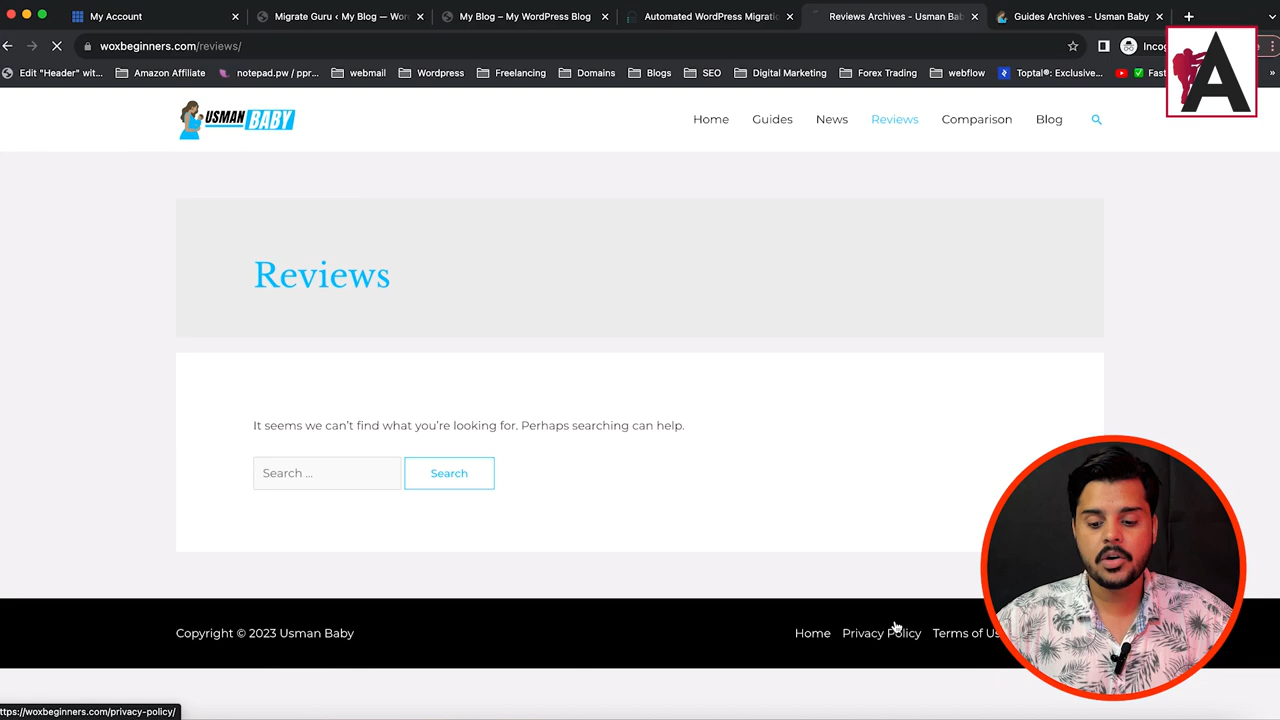 My Account
Migrate Guru ‹ My Blog — Wor
My Blog – My WordPress Blog
Automated WordPress Migratio
Reviews Archives - Usman Bab
Guides Archives - Usman Baby
woxbeginners.com/reviews/
Incog
Edit "Header" wit...
Amazon Affiliate
notepad.pw / ppr...
webmail
Wordpress
Freelancing
Domains
Blogs
SEO
Digital Marketing
Forex Trading
webflow
Toptal®: Exclusive...
Fast
A
USMAN BABY
Home
Guides
News
Reviews
Comparison
Blog
Reviews
It seems we can't find what you're looking for. Perhaps searching can help.
Search ...
Search
Copyright © 2023 Usman Baby
Home
Privacy Policy
Terms of Us
https://woxbeginners.com/privacy-policy/